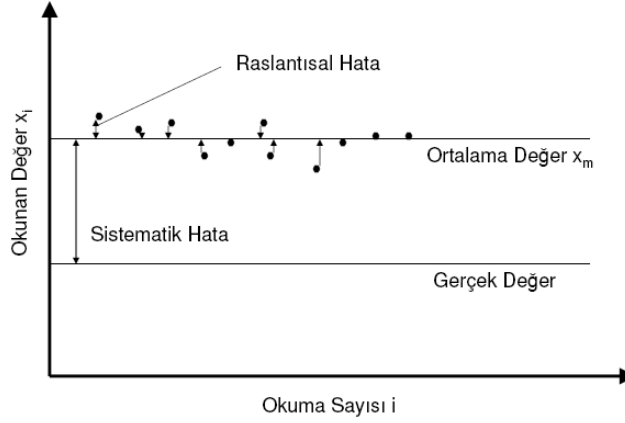 Raslantısal Hata
Okunan Değer xi
Ortalama Değer xm
Sistematik Hata
Gerçek Değer
Okuma Sayısı i